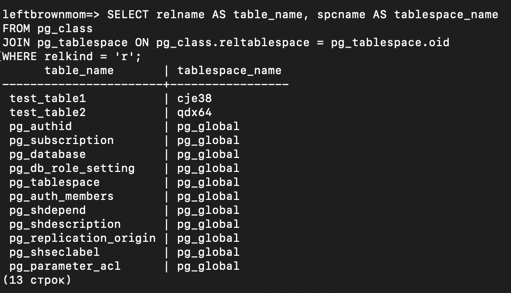 leftbrownmom=> SELECT relname AS table_name, spcname AS tablespace_name
FROM pg_class
JOIN pg_tablespace ON pg_class.reltablespace = pg_tablespace.oid
WHERE relkind = 'r';
table_name | tablespace_name
-----------------------+-----------------
test_table1 | cje38
test_table2 | qdx64
pg_authid | pg_global
pg_subscription | pg_global
pg_database | pg_global
pg_db_role_setting | pg_global
pg_tablespace | pg_global
pg_auth_members | pg_global
pg_shdepend | pg_global
pg_shdescription | pg_global
pg_replication_origin | pg_global
pg_shseclabel | pg_global
pg_parameter_acl | pg_global
(13 строк)